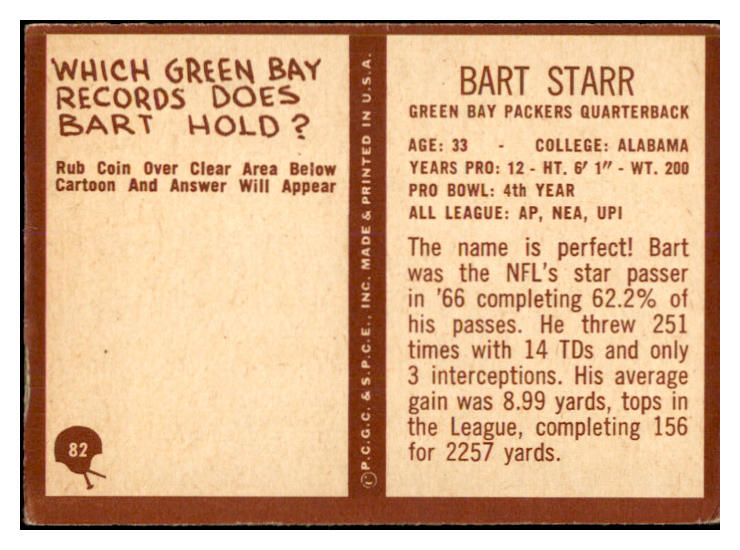 WHICH GREEN BAY
RECORDS DOES
BART HOLD?
Rub Coin Over Clear Area Below
Cartoon And Answer Will Appear
82
©P.C.G.C. & S.P.C.E., INC. MADE & PRINTED IN U.S.A.
BART STARR
GREEN BAY PACKERS QUARTERBACK
AGE: 33 - COLLEGE: ALABAMA
YEARS PRO: 12 - HT. 6' 1" - WT. 200
PRO BOWL: 4th YEAR
ALL LEAGUE: AP, NEA, UPI
The name is perfect! Bart
was the NFL's star passer
in '66 completing 62.2% of
his passes. He threw 251
times with 14 TDs and only
3 interceptions. His average
gain was 8.99 yards, tops in
the League, completing 156
for 2257 yards.